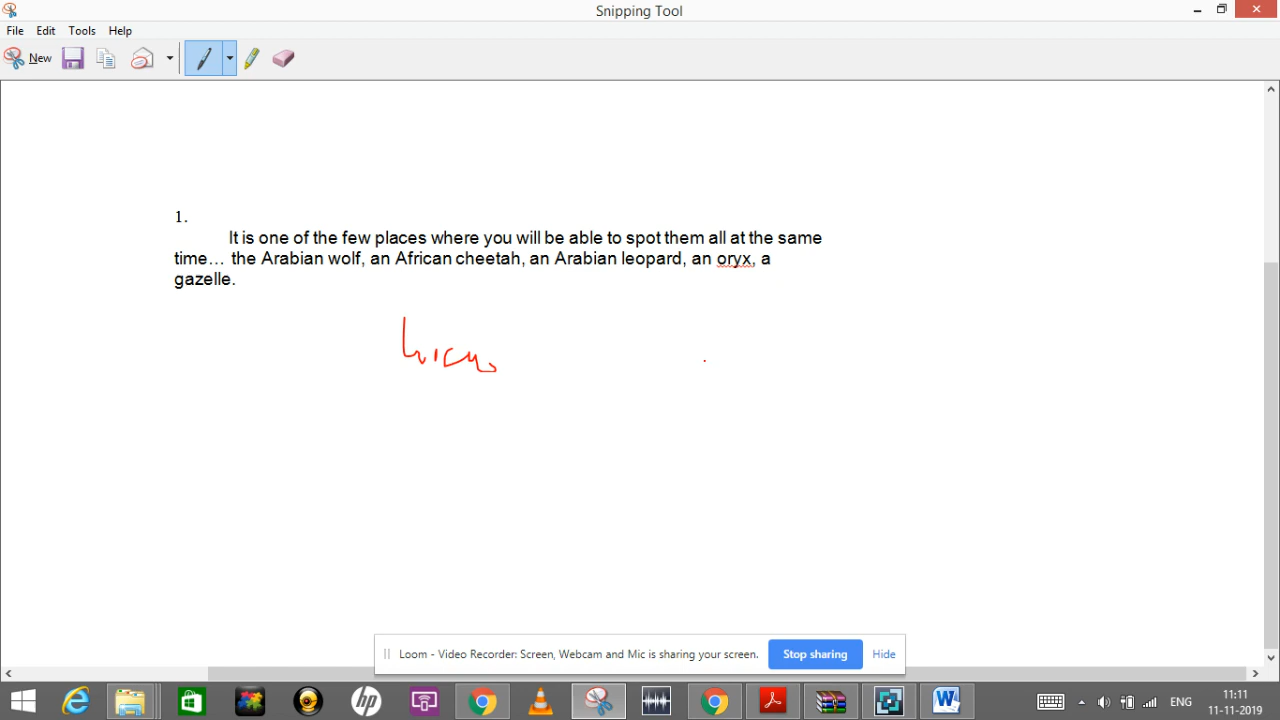 Snipping Tool
File Edit Tools Help
New
1.
It is one of the few places where you will be able to spot them all at the same
time… the Arabian wolf, an African cheetah, an Arabian leopard, an oryx, a
gazelle.
Loom - Video Recorder: Screen, Webcam and Mic is sharing your screen. Stop sharing Hide
ENG
11:11
11-11-2019